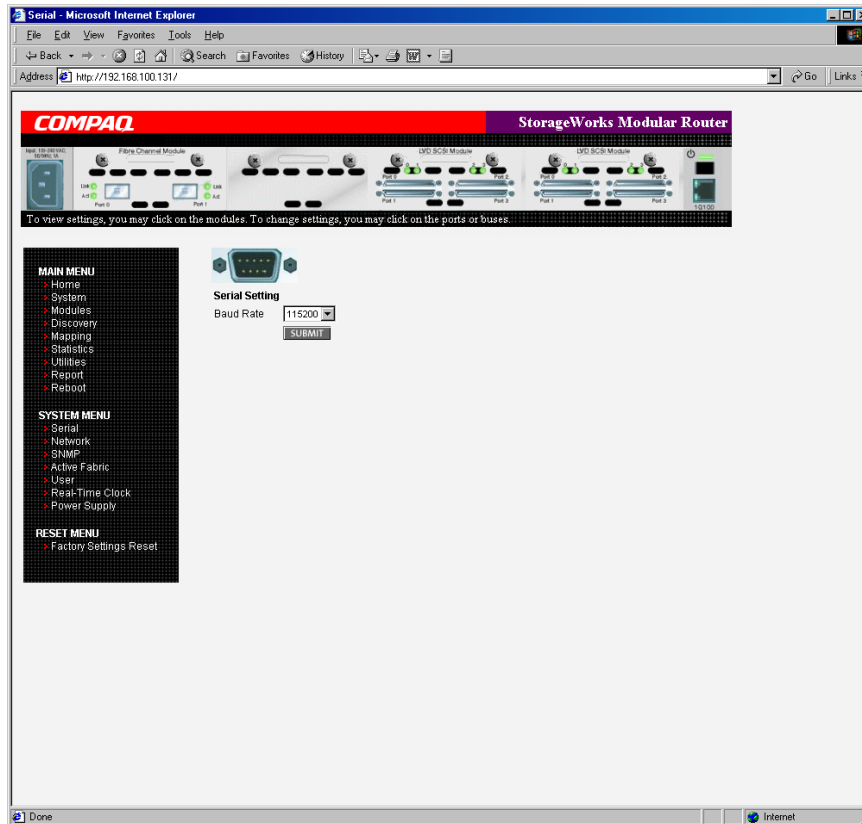 Serial - Microsoft Internet Explorer
File Edit View Favorites Tools Help
Back Search Favorites History
Address http://192.168.100.131/ Go Links
COMPAQ StorageWorks Modular Router
Fibre Channel Module LVD SCSI Module LVD SCSI Module
Port 0 Port 2 Port 0 Port 2
Link Link
Act Act
Port 0 Port 1 Port 1 Port 3 Port 1 Port 3
10/100
To view settings, you may click on the modules. To change settings, you may click on the ports or buses.
MAIN MENU
Home
System
Modules
Discovery
Mapping
Statistics
Utilities
Report
Reboot
SYSTEM MENU
Serial
Network
SNMP
Active Fabric
User
Real-Time Clock
Power Supply
RESET MENU
Factory Settings Reset
Serial Setting
Baud Rate 115200
SUBMIT
Done Internet